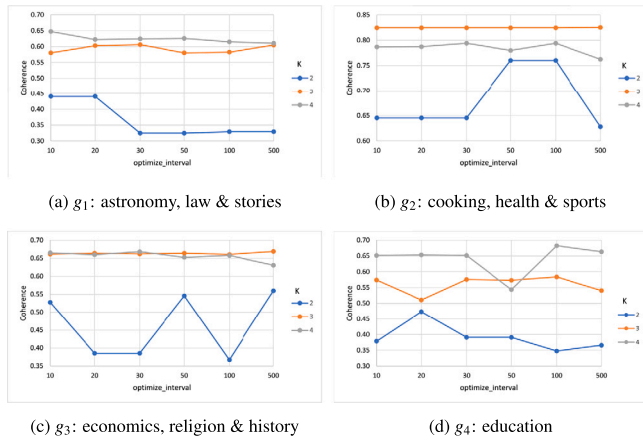 0.70
0.65
0.60
0.55
0.50
0.45
0.40
0.35
0.30
Coherence
10 20 30 50 100 500
optimize_interval
K
2
3
4
(a) g1: astronomy, law & stories
0.85
0.80
0.75
0.70
0.65
0.60
Coherence
10 20 30 50 100 500
optimize_interval
K
2
3
4
(b) g2: cooking, health & sports
0.70
0.65
0.60
0.55
0.50
0.45
0.40
0.35
Coherence
10 20 30 50 100 500
optimize_interval
K
2
3
4
(c) g3: economics, religion & history
0.70
0.65
0.60
0.55
0.50
0.45
0.40
0.35
0.30
Coherence
10 20 30 50 100 500
optimize_interval
K
2
3
4
(d) g4: education